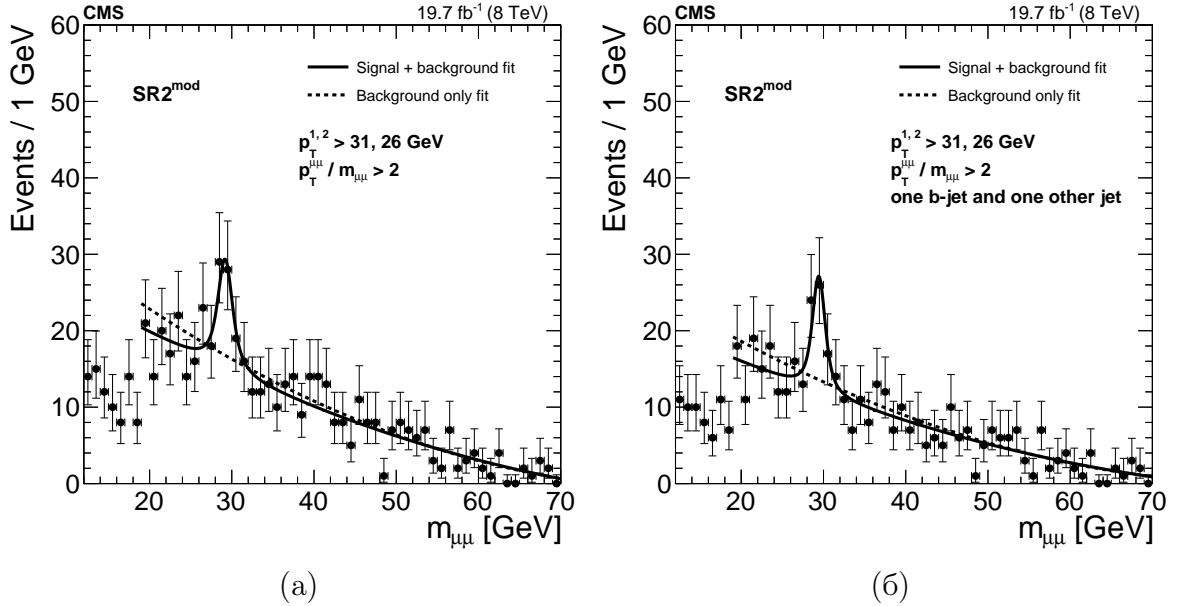 CMS 19.7 fb⁻¹ (8 TeV)
Events / 1 GeV
60
50
40
30
20
10
0
SR2ᵐᵒᵈ
Signal + background fit
Background only fit
p_T^{1, 2} > 31, 26 GeV
p_T^{μμ} / m_{μμ} > 2
20 30 40 50 60 70
m_{μμ} [GeV]
(а)
CMS 19.7 fb⁻¹ (8 TeV)
Events / 1 GeV
60
50
40
30
20
10
0
SR2ᵐᵒᵈ
Signal + background fit
Background only fit
p_T^{1, 2} > 31, 26 GeV
p_T^{μμ} / m_{μμ} > 2
one b-jet and one other jet
20 30 40 50 60 70
m_{μμ} [GeV]
(б)